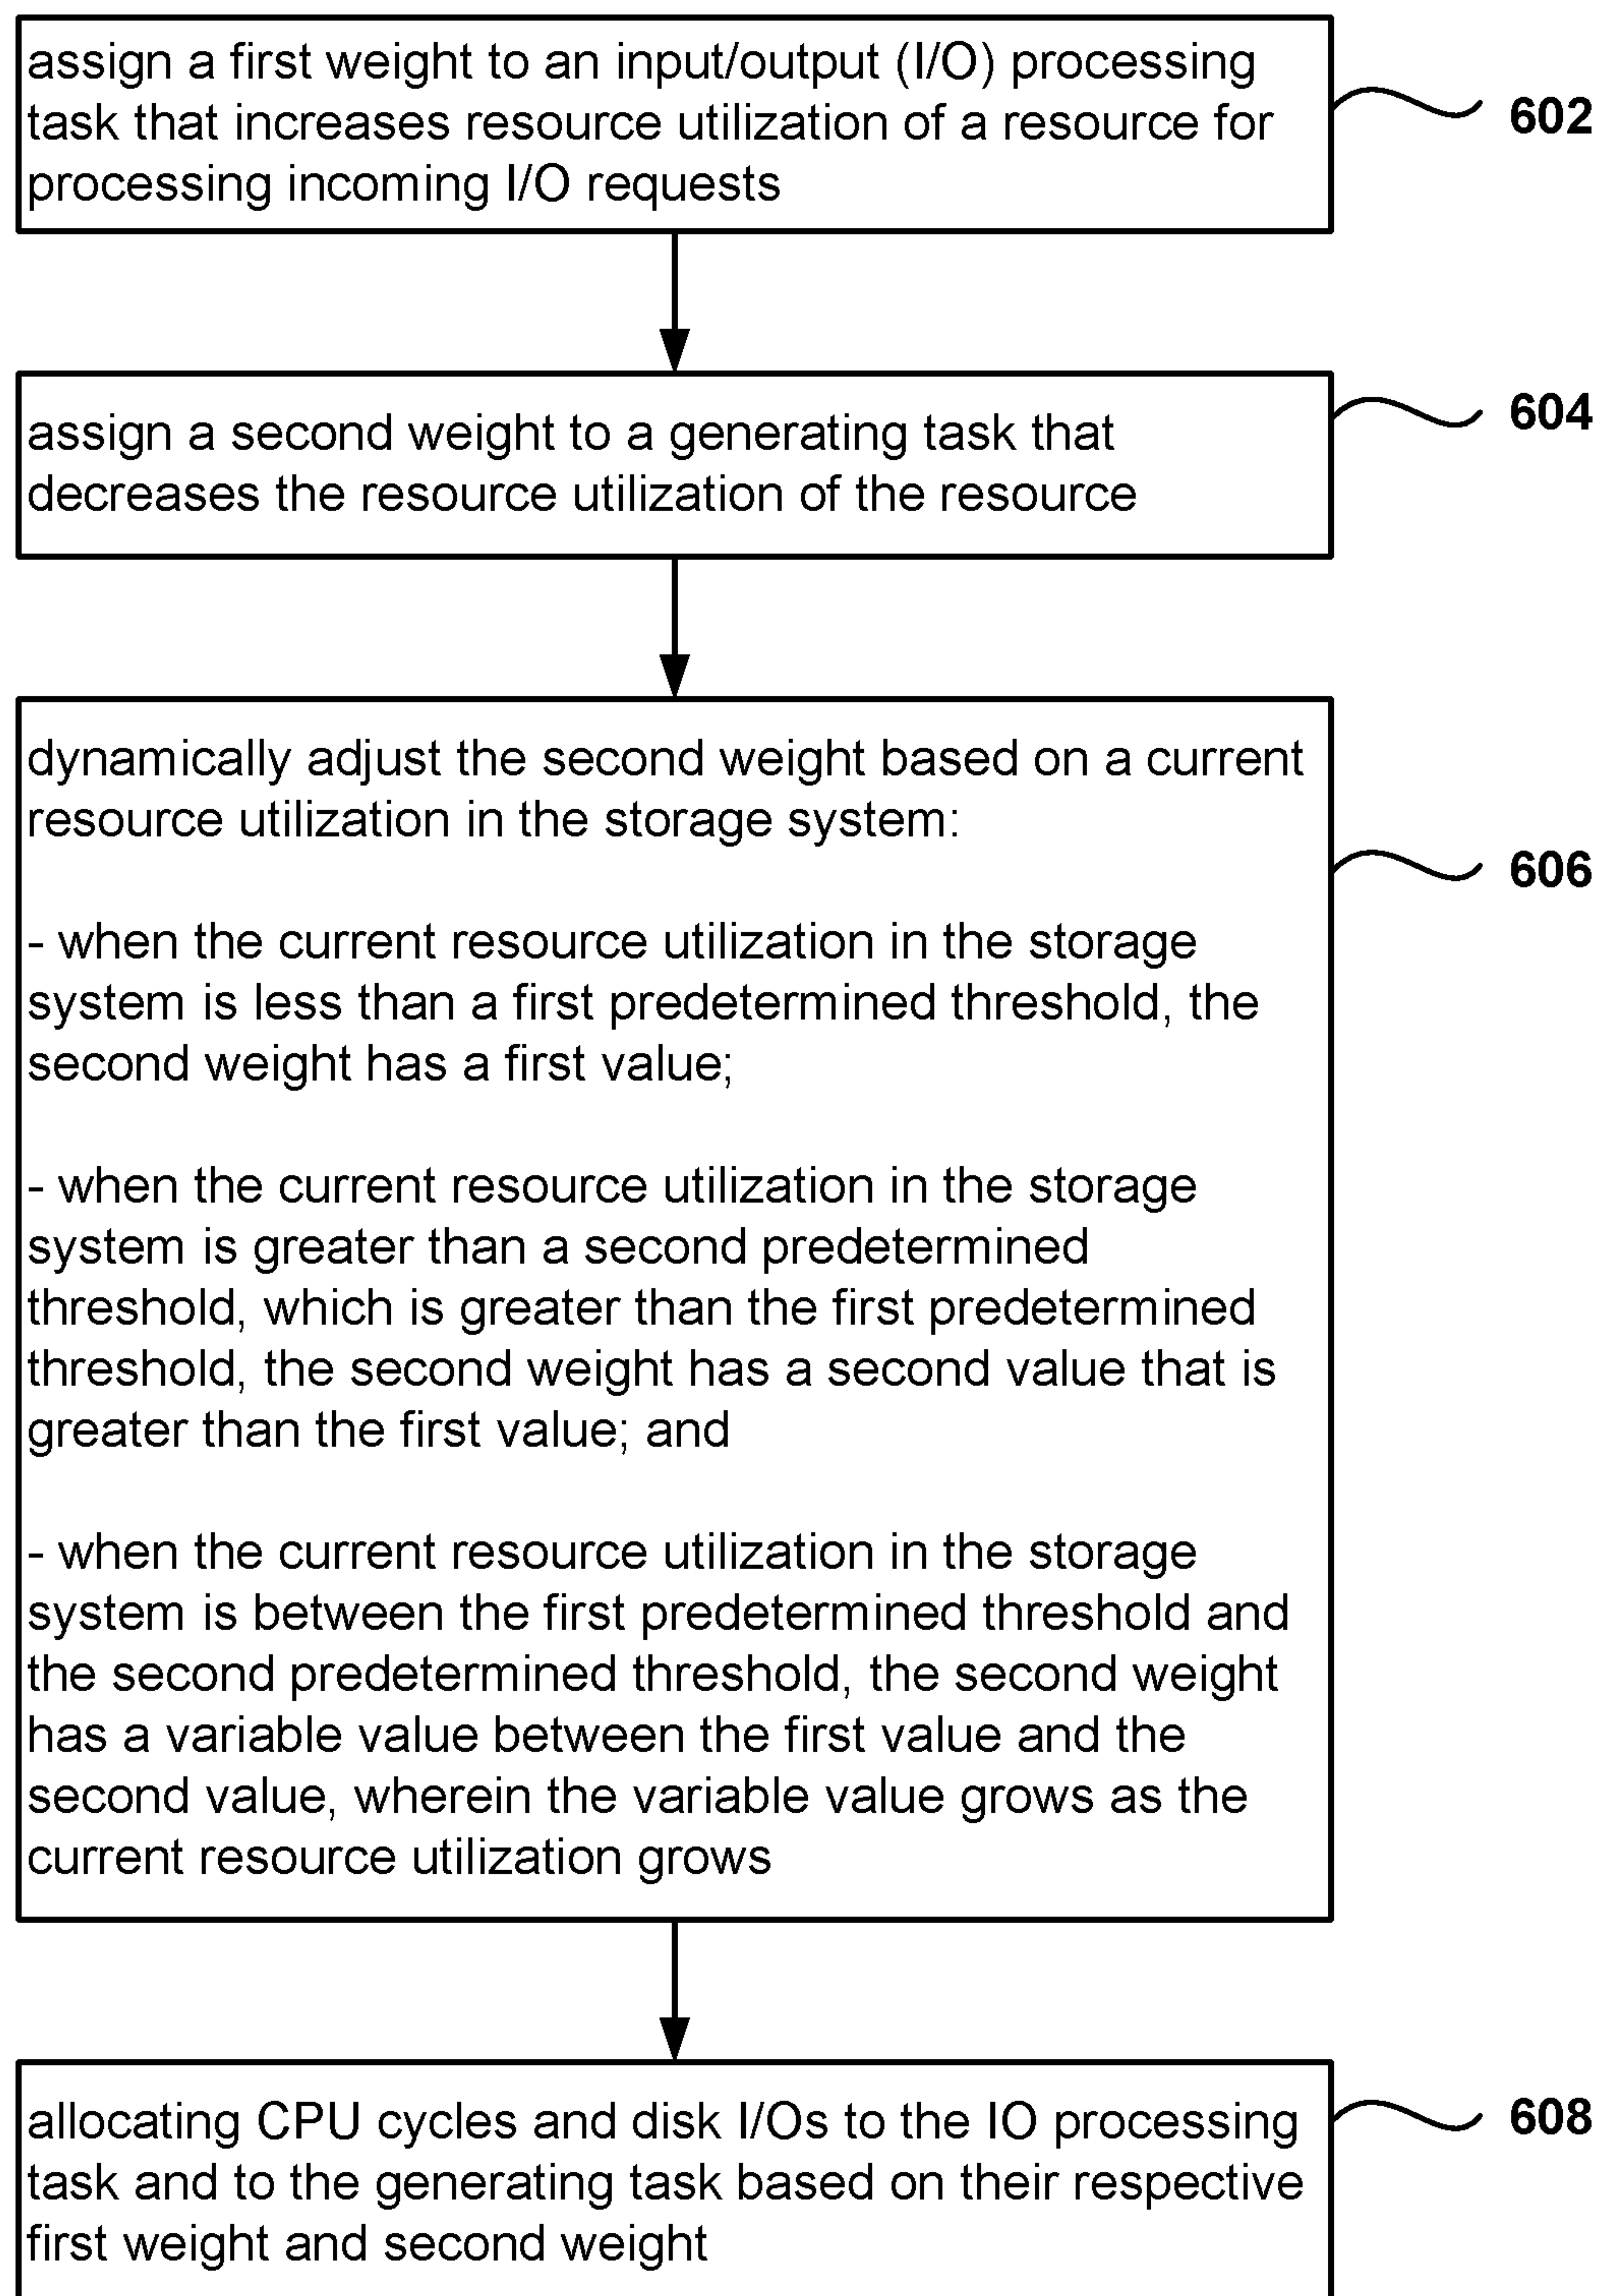 assign a first weight to an input/output (I/O) processing
task that increases resource utilization of a resource for
processing incoming I/O requests
602
assign a second weight to a generating task that
decreases the resource utilization of the resource
604
dynamically adjust the second weight based on a current
resource utilization in the storage system:
- when the current resource utilization in the storage
system is less than a first predetermined threshold, the
second weight has a first value;
- when the current resource utilization in the storage
system is greater than a second predetermined
threshold, which is greater than the first predetermined
threshold, the second weight has a second value that is
greater than the first value; and
- when the current resource utilization in the storage
system is between the first predetermined threshold and
the second predetermined threshold, the second weight
has a variable value between the first value and the
second value, wherein the variable value grows as the
current resource utilization grows
606
allocating CPU cycles and disk I/Os to the IO processing
task and to the generating task based on their respective
first weight and second weight
608